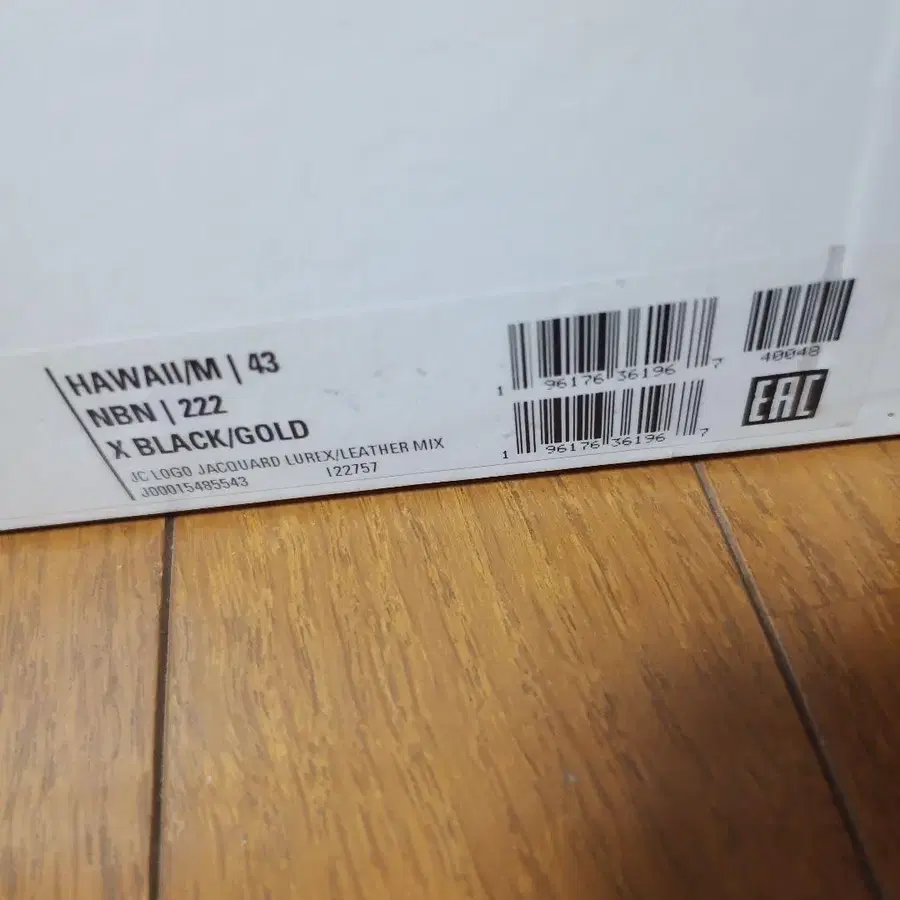 HAWAII/M | 43
NBN | 222
X BLACK/GOLD
JC LOGO JACQUARD LUREX/LEATHER MIX
J00015485543 122757
1 96176 36196 7
1 96176 36196 7
40048
EAC